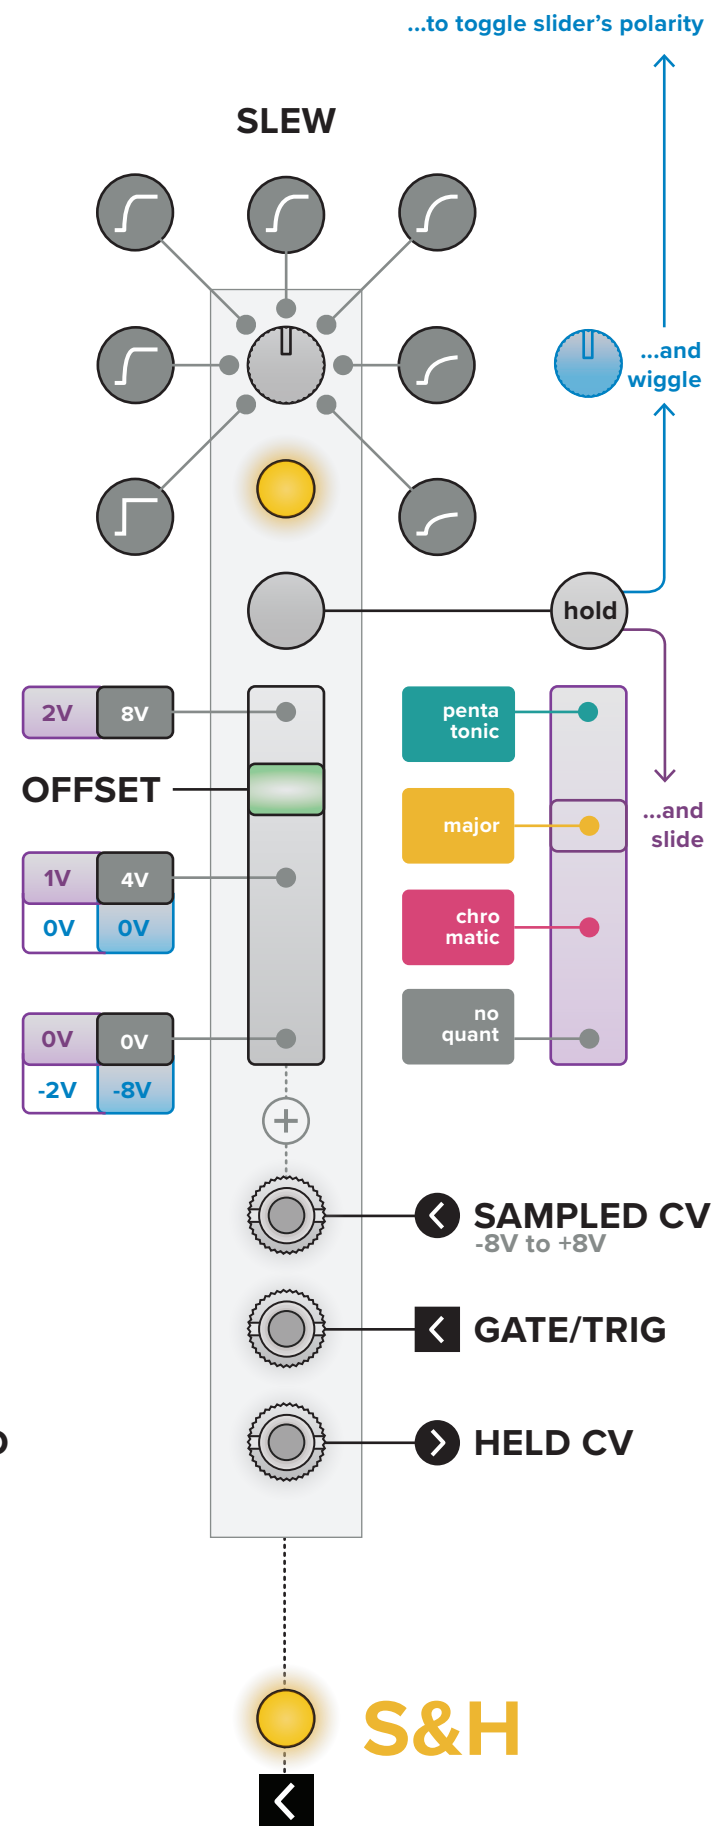 ...to toggle slider's polarity
SLEW
...and
wiggle
hold
2V 8V
penta
tonic
OFFSET
...and
slide
major
1V 4V
0V 0V
chro
matic
no
quant
0V 0V
-2V -8V
SAMPLED CV
-8V to +8V
GATE/TRIG
HELD CV
S&H